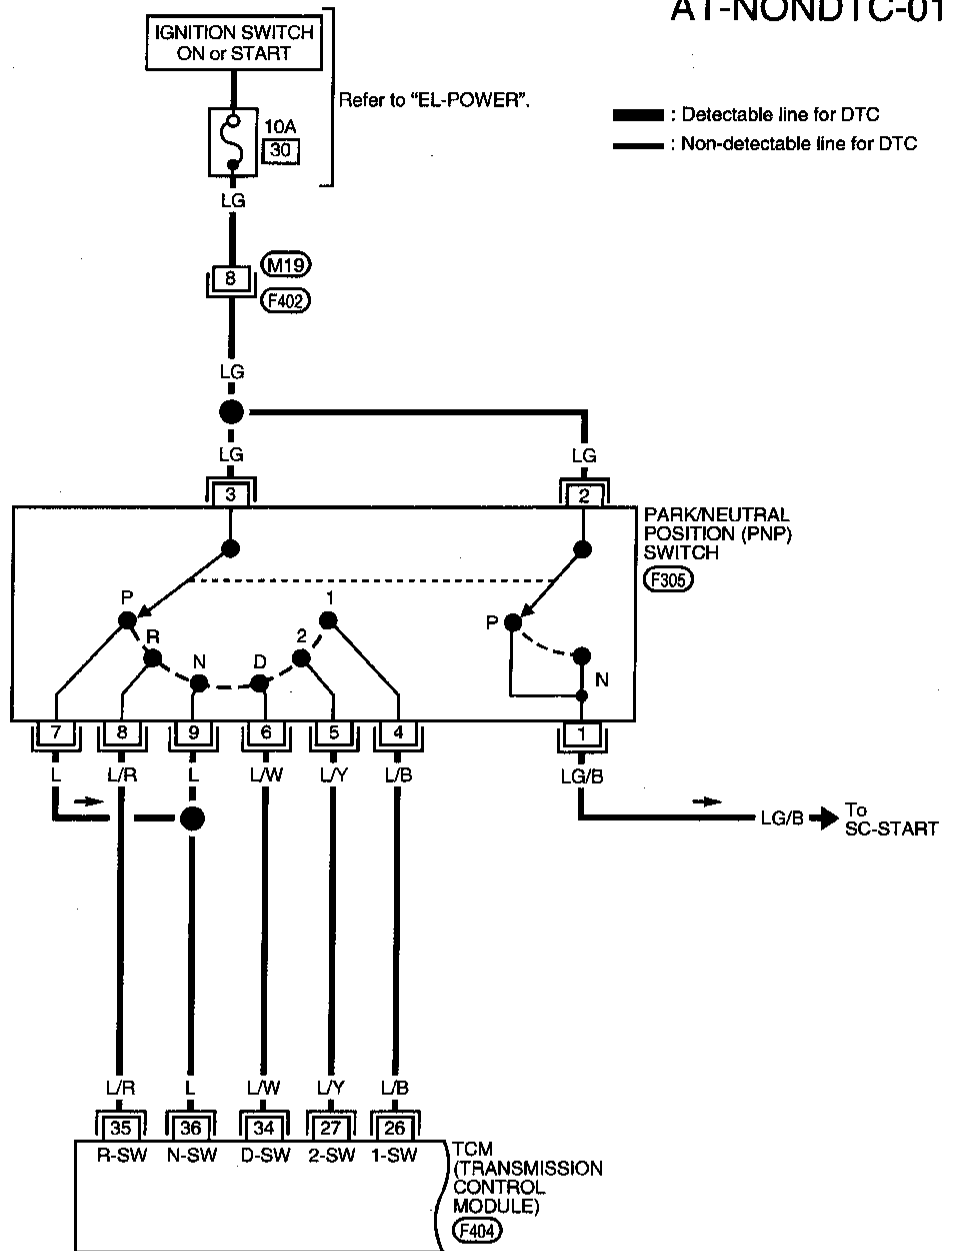 AT-NONDTC-01
IGNITION SWITCH
ON or START
Refer to "EL-POWER".
10A
30
: Detectable line for DTC
: Non-detectable line for DTC
LG
8
M19
F402
LG
LG
LG
3
2
PARK/NEUTRAL
POSITION (PNP)
SWITCH
F305
P
R
N
D
2
1
P
N
7
8
9
6
5
4
1
L
L/R
L
L/W
L/Y
L/B
LG/B
LG/B
To
SC-START
L/R
L
L/W
L/Y
L/B
35
36
34
27
26
R-SW
N-SW
D-SW
2-SW
1-SW
TCM
(TRANSMISSION
CONTROL
MODULE)
F404